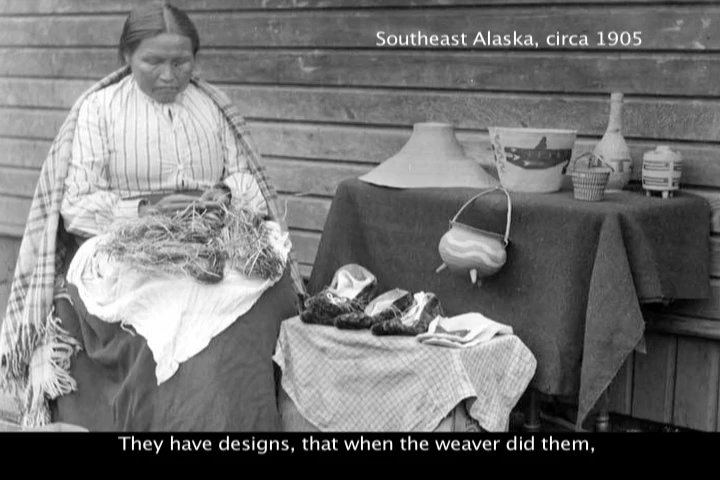 Southeast Alaska, circa 1905
They have designs, that when the weaver did them,